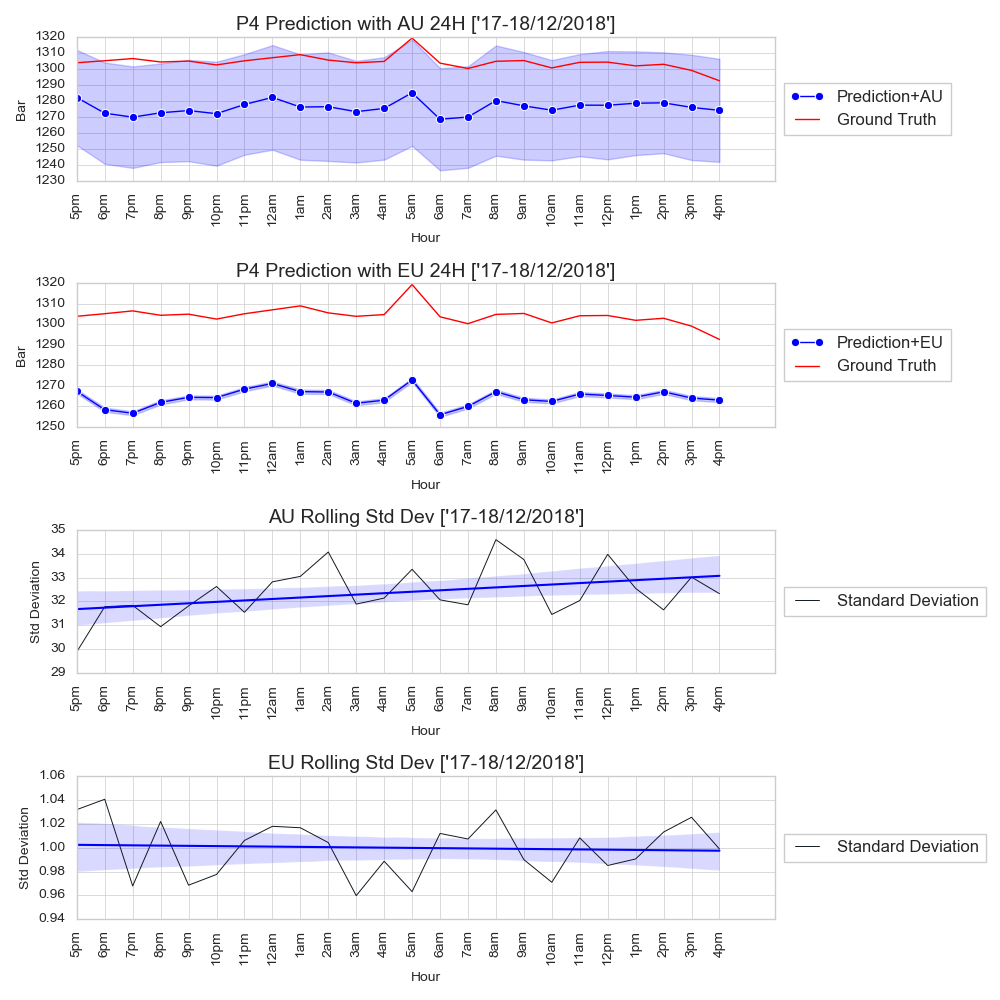 P4 Prediction with AU 24H ['17-18/12/2018']
1320
1310
1300
1290
1280
1270
1260
1250
1240
1230
Bar
5pm 6pm 7pm 8pm 9pm 10pm 11pm 12am 1am 2am 3am 4am 5am 6am 7am 8am 9am 10am 11am 12pm 1pm 2pm 3pm 4pm
Hour
Prediction+AU
Ground Truth
P4 Prediction with EU 24H ['17-18/12/2018']
1320
1310
1300
1290
1280
1270
1260
1250
Bar
5pm 6pm 7pm 8pm 9pm 10pm 11pm 12am 1am 2am 3am 4am 5am 6am 7am 8am 9am 10am 11am 12pm 1pm 2pm 3pm 4pm
Hour
Prediction+EU
Ground Truth
AU Rolling Std Dev ['17-18/12/2018']
35
34
33
32
31
30
29
Std Deviation
5pm 6pm 7pm 8pm 9pm 10pm 11pm 12am 1am 2am 3am 4am 5am 6am 7am 8am 9am 10am 11am 12pm 1pm 2pm 3pm 4pm
Hour
Standard Deviation
EU Rolling Std Dev ['17-18/12/2018']
1.06
1.04
1.02
1.00
0.98
0.96
0.94
Std Deviation
5pm 6pm 7pm 8pm 9pm 10pm 11pm 12am 1am 2am 3am 4am 5am 6am 7am 8am 9am 10am 11am 12pm 1pm 2pm 3pm 4pm
Hour
Standard Deviation